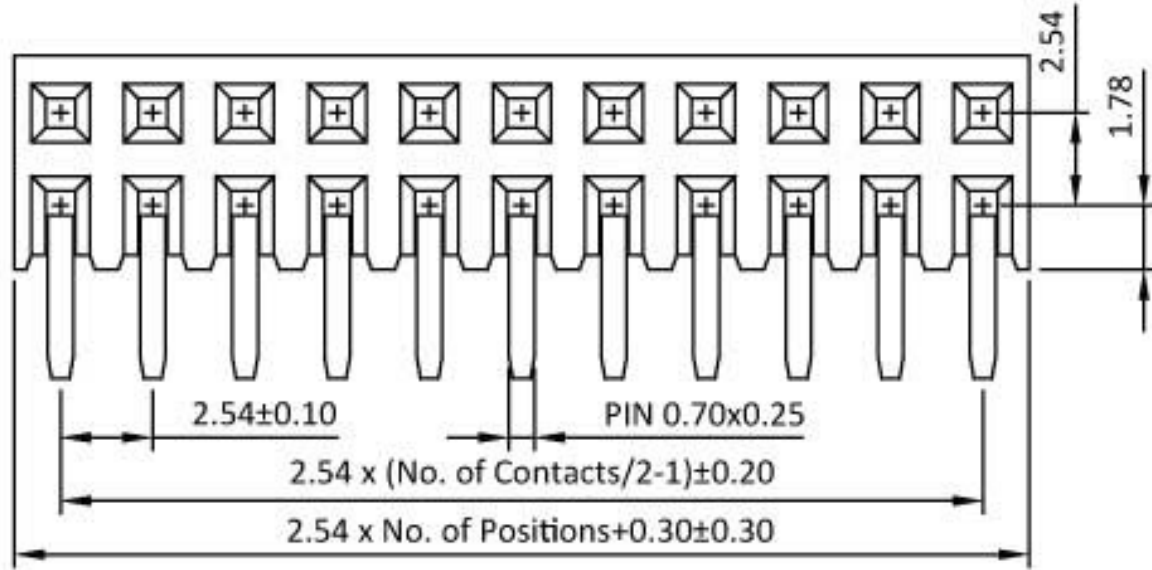 2.54
1.78
2.54±0.10
PIN 0.70x0.25
2.54 x (No. of Contacts/2-1)±0.20
2.54 x No. of Positions+0.30±0.30